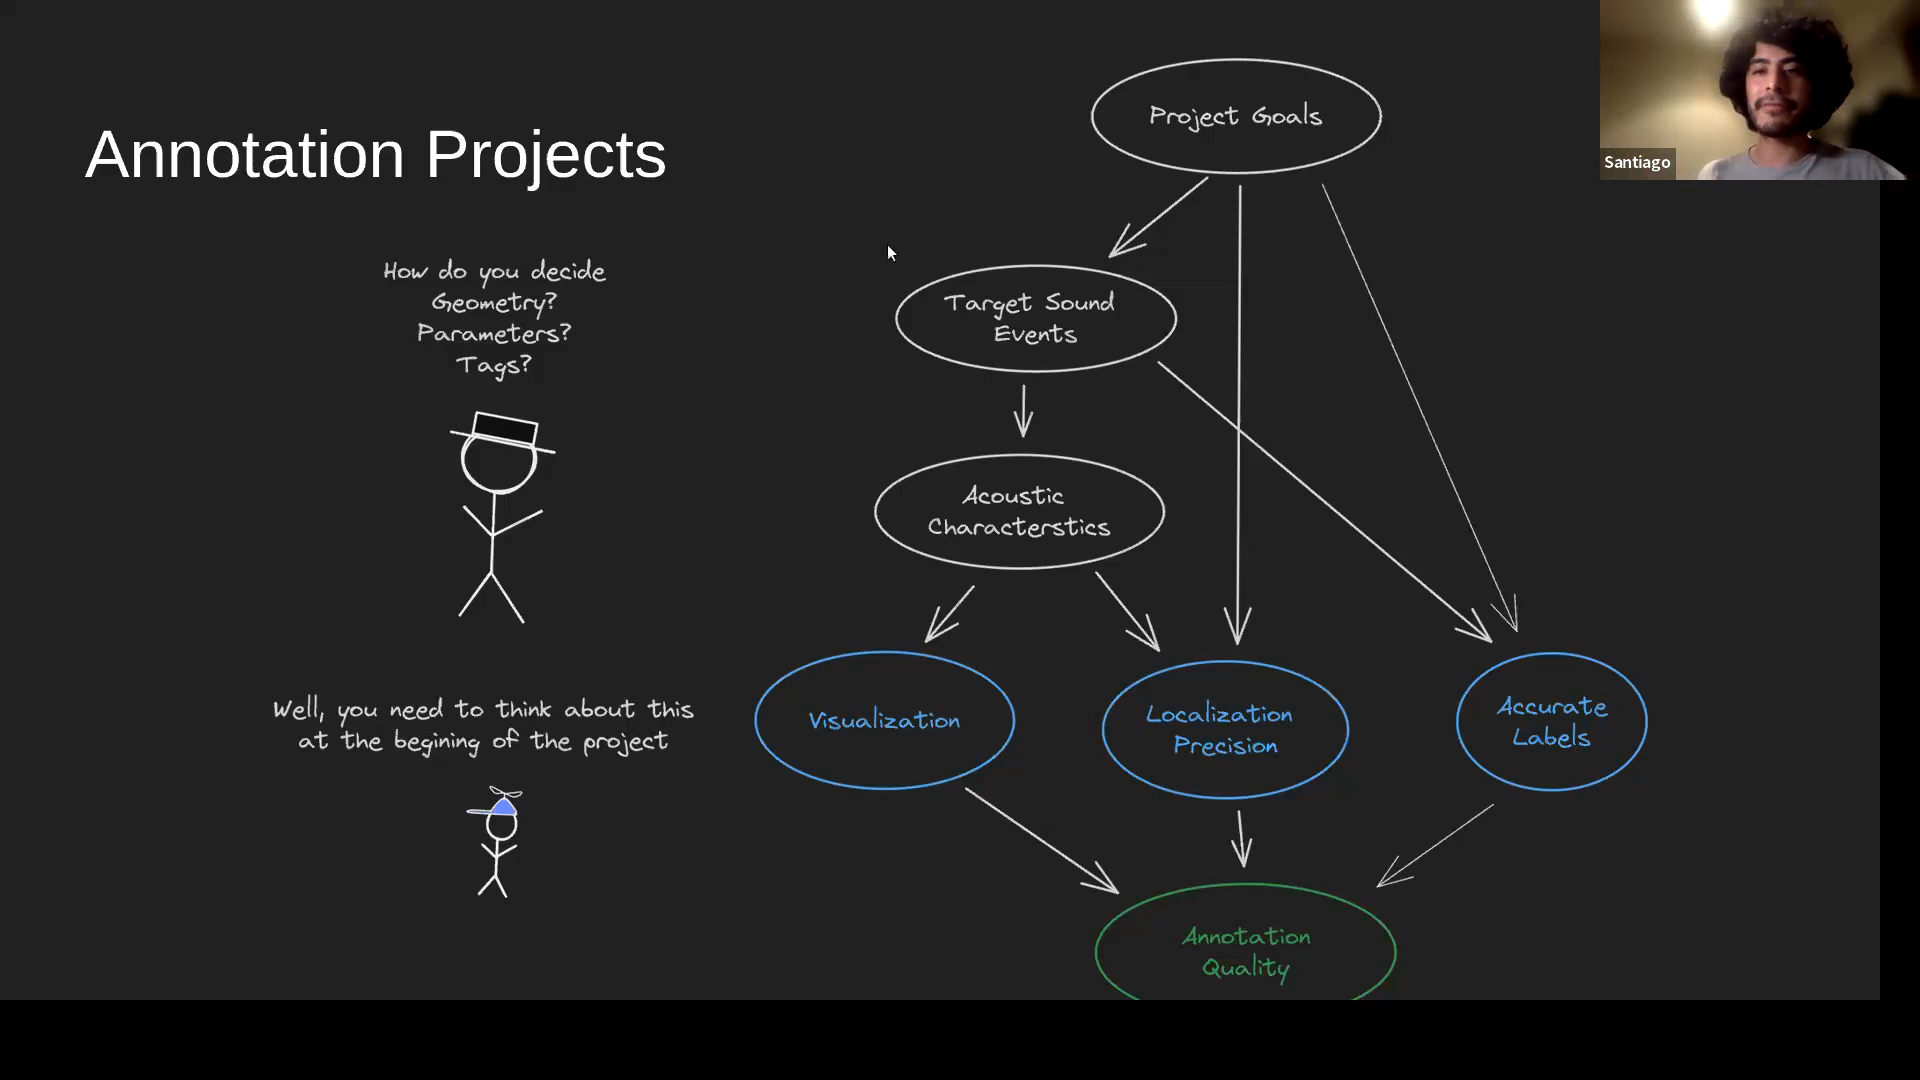 Annotation Projects
How do you decide
Geometry?
Parameters?
Tags?
Well, you need to think about this
at the begining of the project
Project Goals
Target Sound
Events
Acoustic
Characterstics
Visualization
Localization
Precision
Accurate
Labels
Annotation
Quality
Santiago